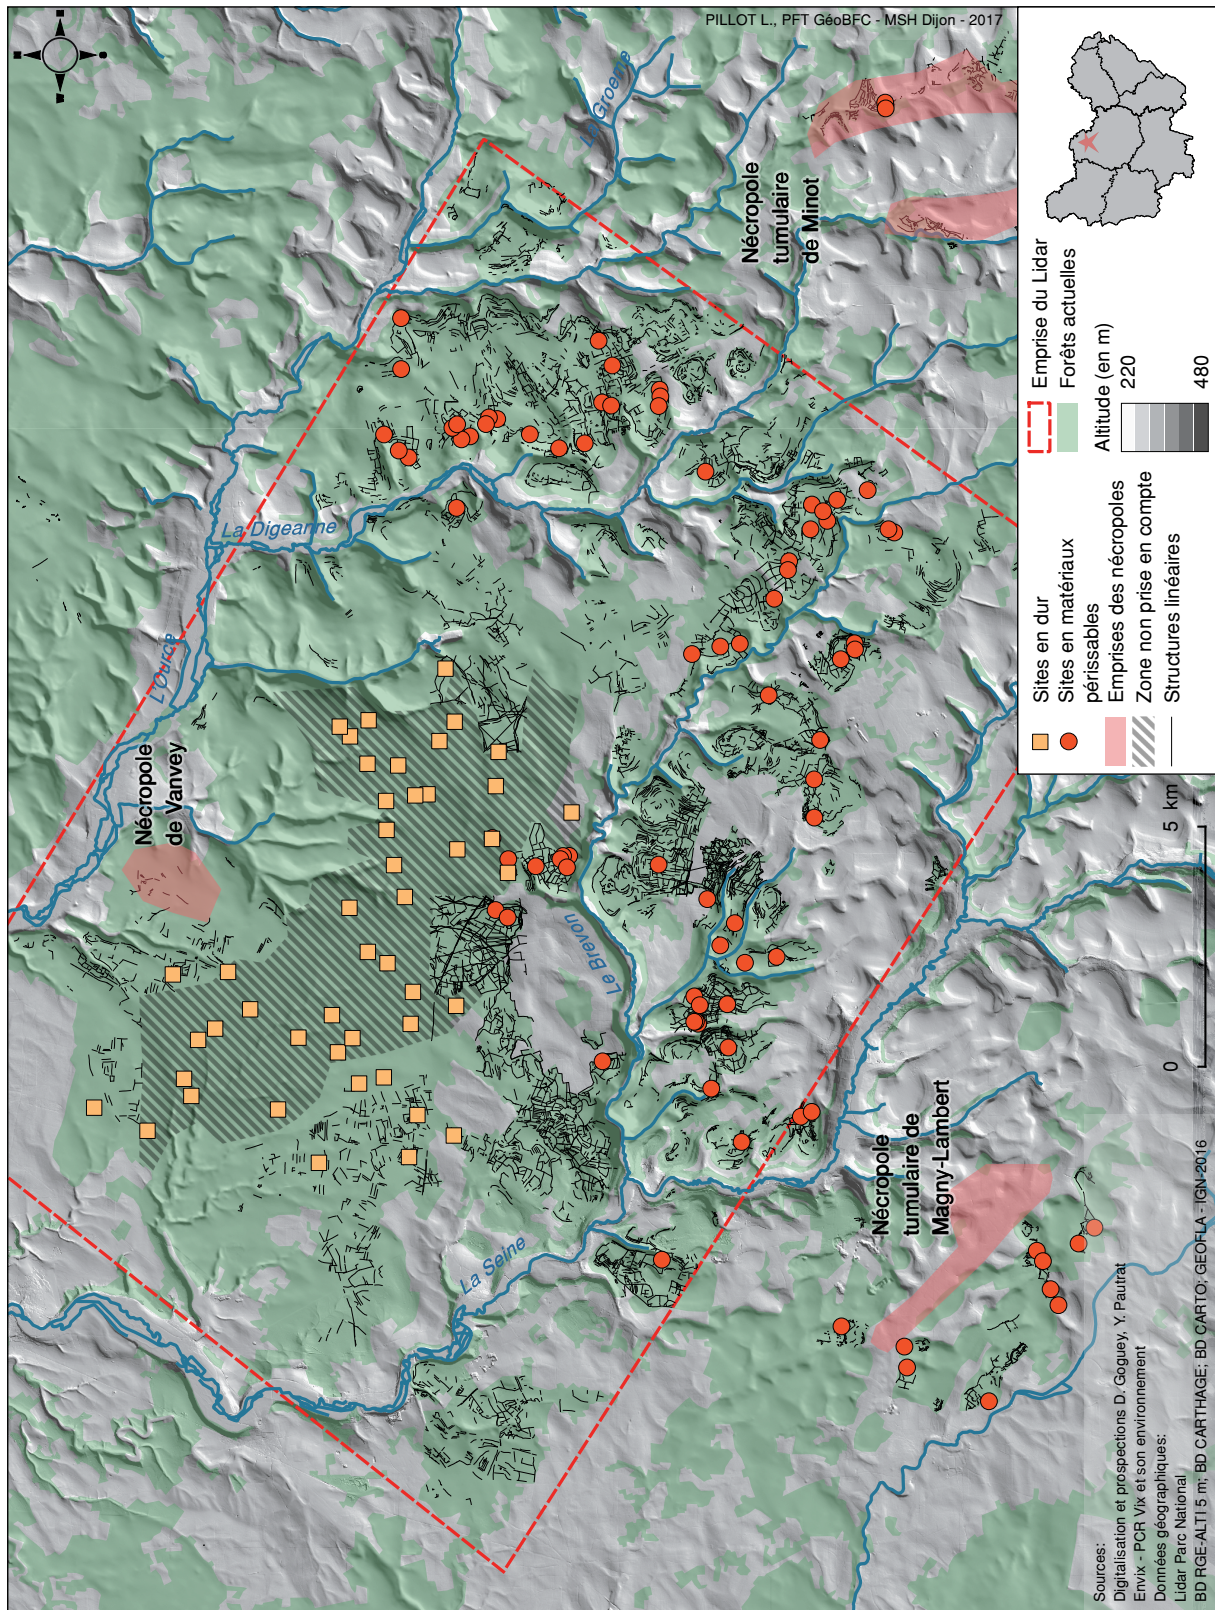 PILLOT L., PFT GéoBFC - MSH Dijon - 2017
La Groeme
L'Ource
La Digeanne
Nécropole
de Vanvey
Nécropole
tumulaire
de Minot
Le Brevon
La Seine
Nécropole
tumulaire de
Magny-Lambert
Sources:
Digitalisation et prospections D. Goguey, Y. Pautrat
Envix - PCR Vix et son environnement
Données géographiques:
Lidar Parc National
BD RGE-ALTI 5 m; BD CARTHAGE; BD CARTO; GEOFLA - IGN-2016
0 5 km
Sites en dur
Sites en matériaux
périssables
Emprises des nécropoles
Zone non prise en compte
Structures linéaires
Emprise du Lidar
Forêts actuelles
Altitude (en m)
220
480